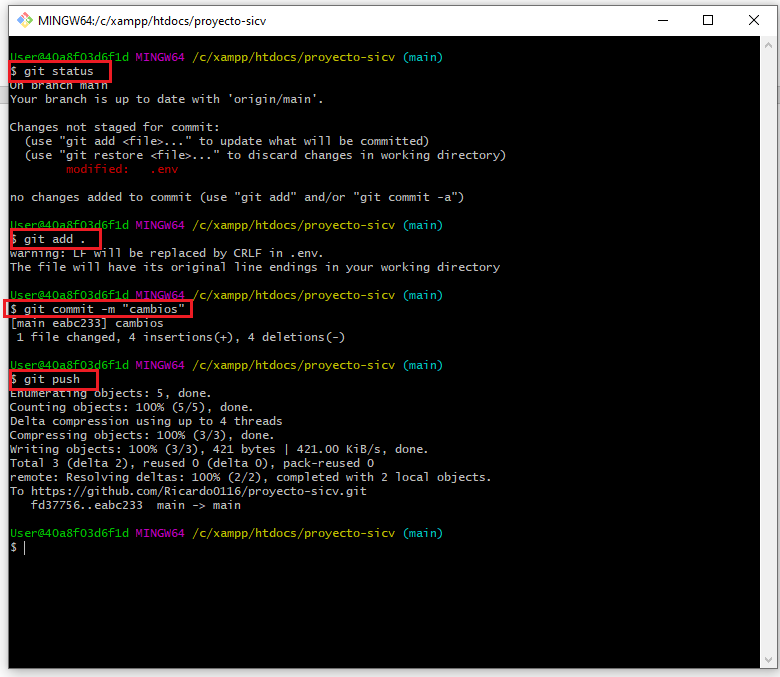 MINGW64:/c/xampp/htdocs/proyecto-sicv
User@40a8f03d6f1d MINGW64 /c/xampp/htdocs/proyecto-sicv (main)
$ git status
On branch main
Your branch is up to date with 'origin/main'.
Changes not staged for commit:
(use "git add <file>..." to update what will be committed)
(use "git restore <file>..." to discard changes in working directory)
modified:   .env
no changes added to commit (use "git add" and/or "git commit -a")
User@40a8f03d6f1d MINGW64 /c/xampp/htdocs/proyecto-sicv (main)
$ git add .
warning: LF will be replaced by CRLF in .env.
The file will have its original line endings in your working directory
User@40a8f03d6f1d MINGW64 /c/xampp/htdocs/proyecto-sicv (main)
$ git commit -m "cambios"
[main eabc233] cambios
1 file changed, 4 insertions(+), 4 deletions(-)
User@40a8f03d6f1d MINGW64 /c/xampp/htdocs/proyecto-sicv (main)
$ git push
Enumerating objects: 5, done.
Counting objects: 100% (5/5), done.
Delta compression using up to 4 threads
Compressing objects: 100% (3/3), done.
Writing objects: 100% (3/3), 421 bytes | 421.00 KiB/s, done.
Total 3 (delta 2), reused 0 (delta 0), pack-reused 0
remote: Resolving deltas: 100% (2/2), completed with 2 local objects.
To https://github.com/Ricardo0116/proyecto-sicv.git
fd37756..eabc233  main -> main
User@40a8f03d6f1d MINGW64 /c/xampp/htdocs/proyecto-sicv (main)
$